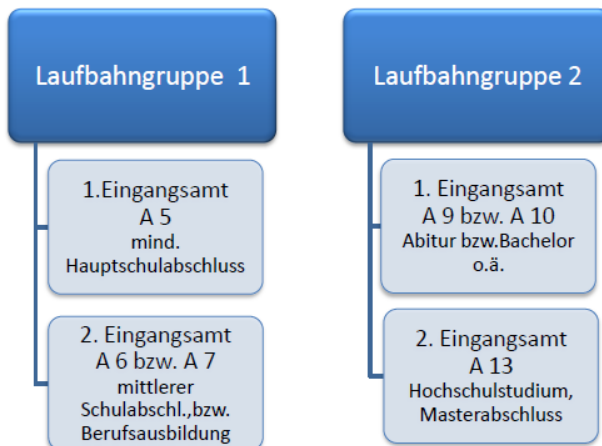 Laufbahngruppe 1
1.Eingangsamt
A 5
mind.
Hauptschulabschluss
2. Eingangsamt
A 6 bzw. A 7
mittlerer
Schulabschl.,bzw.
Berufsausbildung
Laufbahngruppe 2
1. Eingangsamt
A 9 bzw. A 10
Abitur bzw.Bachelor
o.ä.
2. Eingangsamt
A 13
Hochschulstudium,
Masterabschluss